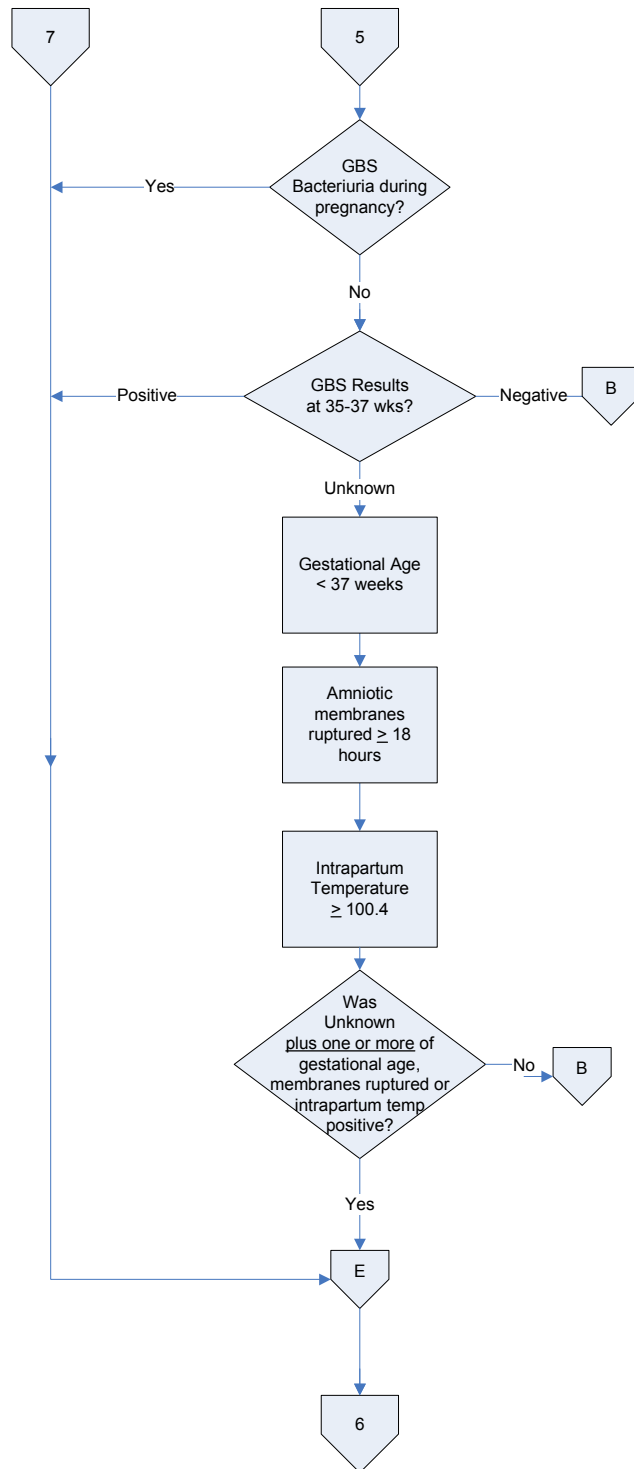 7
5
GBS
Bacteriuria during
pregnancy?
Yes
No
GBS Results
at 35-37 wks?
Positive
Negative
B
Unknown
Gestational Age
< 37 weeks
Amniotic
membranes
ruptured ≥ 18
hours
Intrapartum
Temperature
≥ 100.4
Was
Unknown
plus one or more of
gestational age,
membranes ruptured or
intrapartum temp
positive?
No
B
Yes
E
6